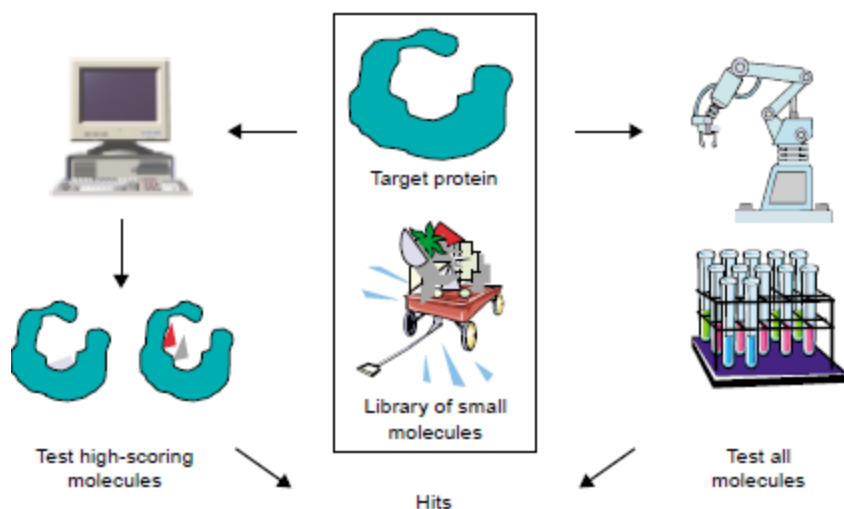 Target protein
Library of small
molecules
Test high-scoring
molecules
Test all
molecules
Hits